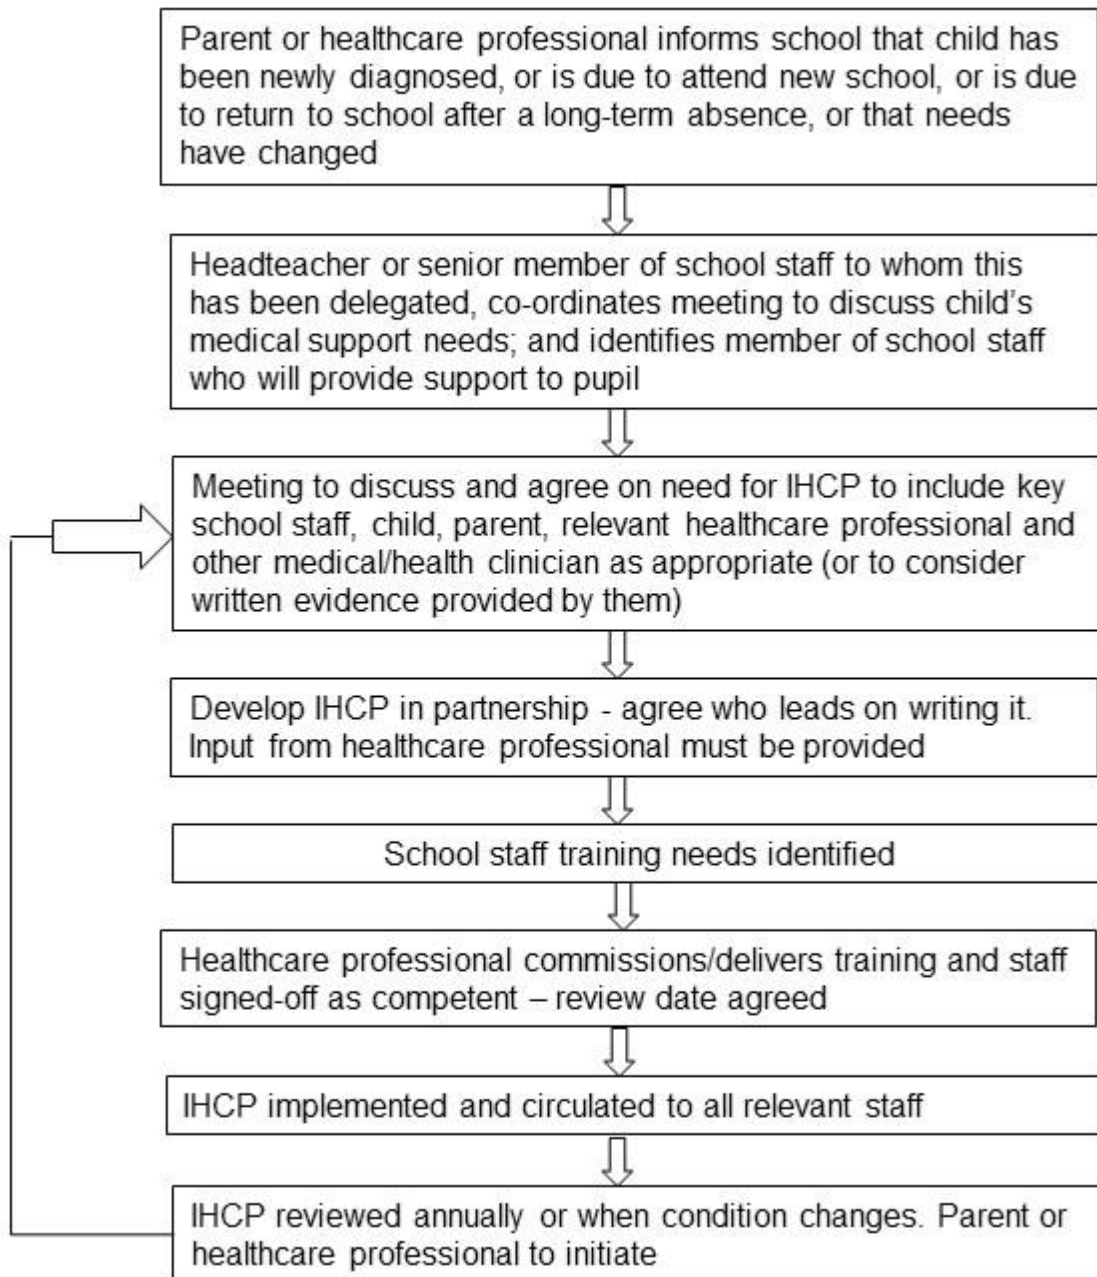 Parent or healthcare professional informs school that child has
been newly diagnosed, or is due to attend new school, or is due
to return to school after a long-term absence, or that needs
have changed
Headteacher or senior member of school staff to whom this
has been delegated, co-ordinates meeting to discuss child's
medical support needs; and identifies member of school staff
who will provide support to pupil
Meeting to discuss and agree on need for IHCP to include key
school staff, child, parent, relevant healthcare professional and
other medical/health clinician as appropriate (or to consider
written evidence provided by them)
Develop IHCP in partnership - agree who leads on writing it.
Input from healthcare professional must be provided
School staff training needs identified
Healthcare professional commissions/delivers training and staff
signed-off as competent – review date agreed
IHCP implemented and circulated to all relevant staff
IHCP reviewed annually or when condition changes. Parent or
healthcare professional to initiate